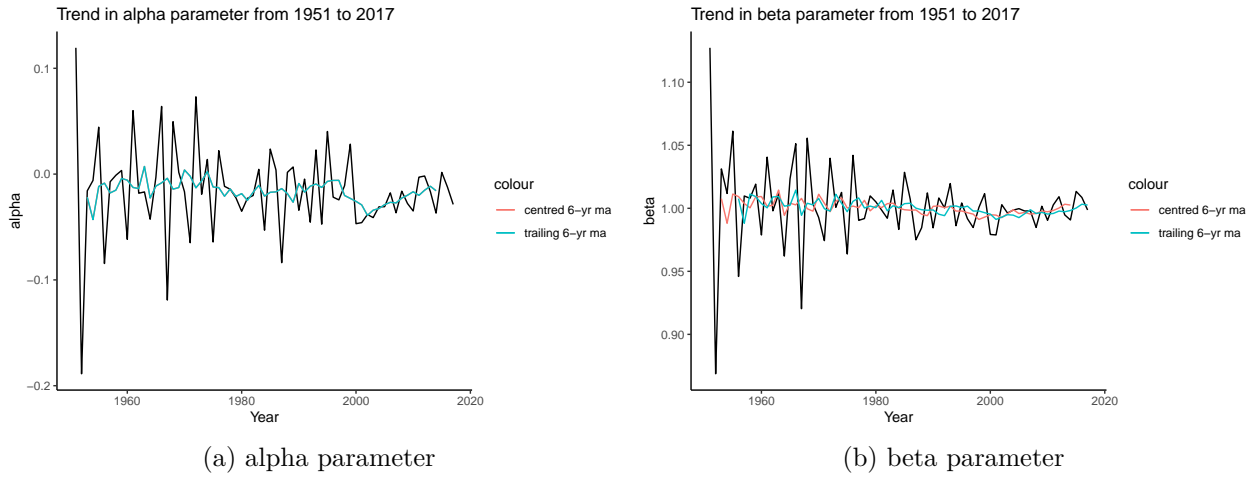 Trend in alpha parameter from 1951 to 2017
0.1
0.0
−0.1
−0.2
alpha
1960
1980
2000
2020
Year
colour
centred 6−yr ma
trailing 6−yr ma
(a) alpha parameter
Trend in beta parameter from 1951 to 2017
1.10
1.05
1.00
0.95
0.90
beta
1960
1980
2000
2020
Year
colour
centred 6−yr ma
trailing 6−yr ma
(b) beta parameter